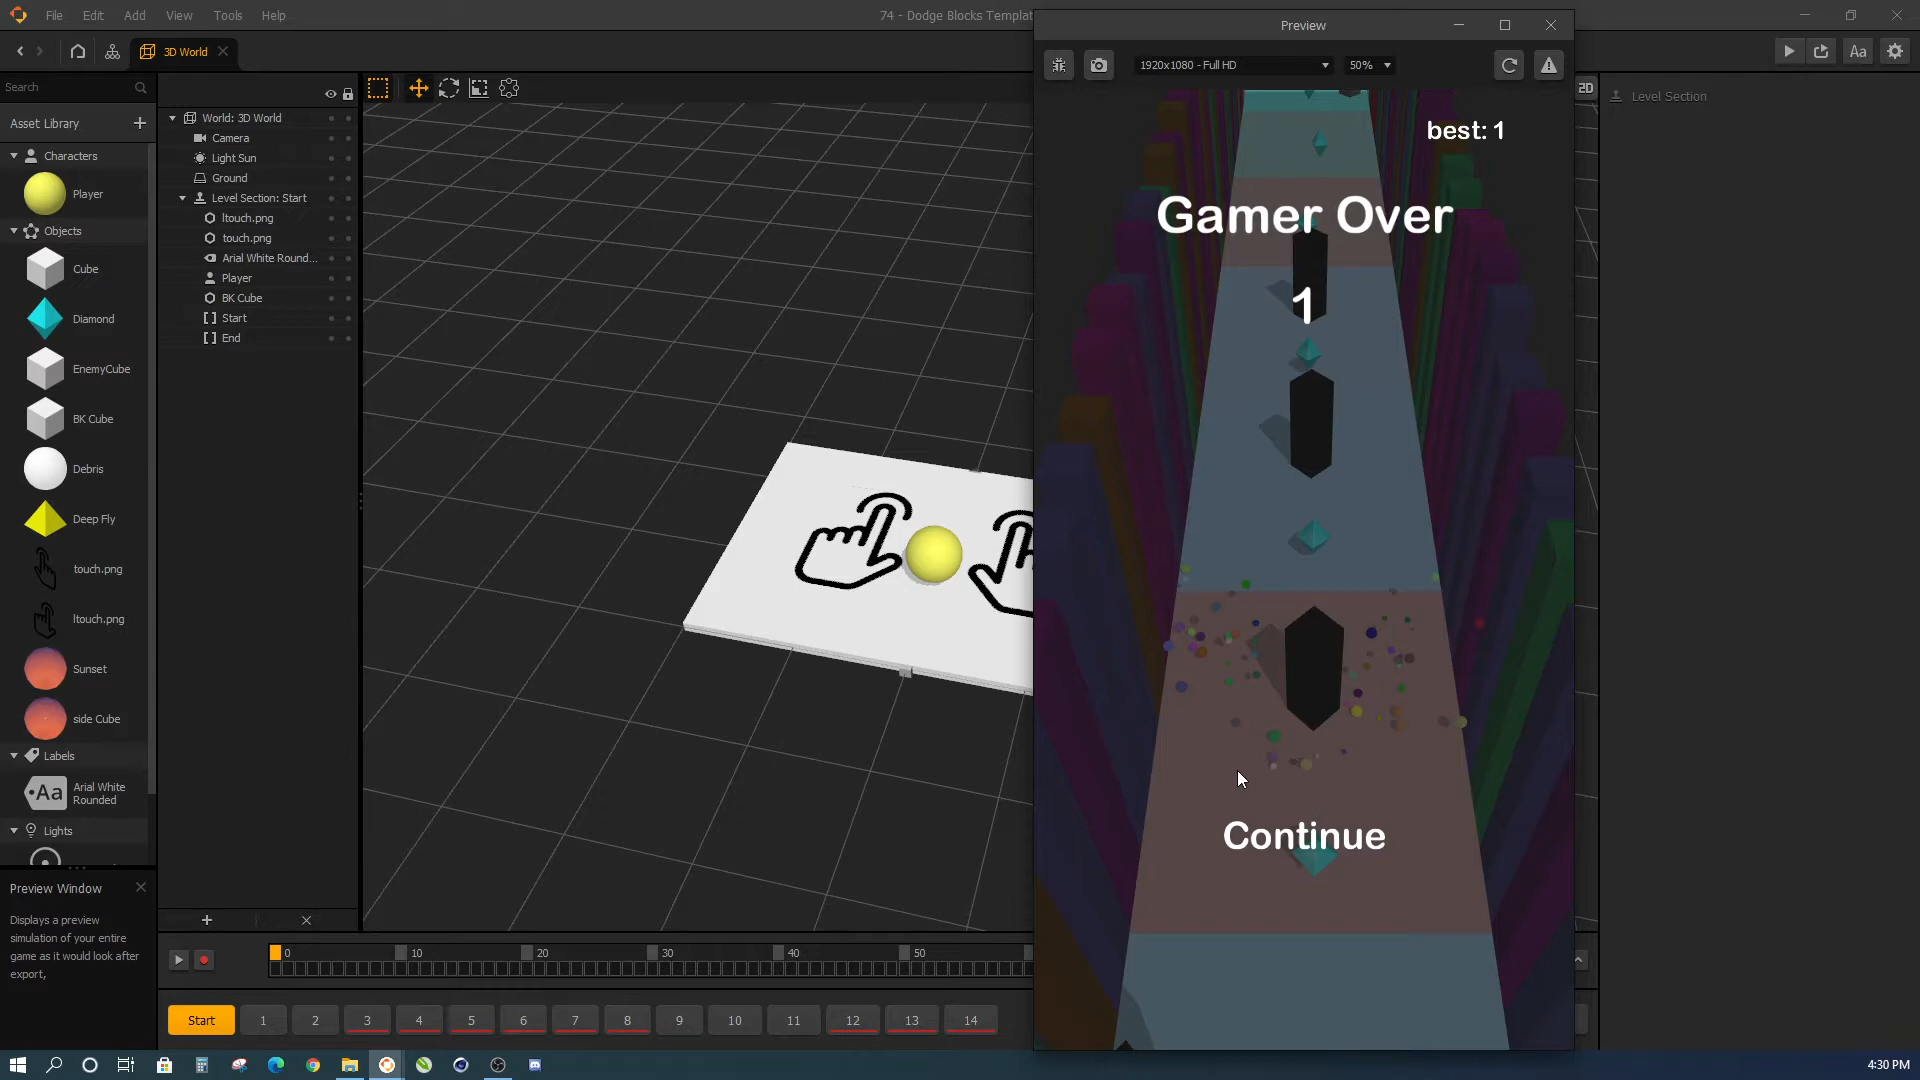 File Edit Add View Tools Help
74 - Dodge Blocks Templat
Preview
3D World
1920x1080 - Full HD
50%
Aa
2D
Search
Asset Library
Characters
Player
Objects
Cube
Diamond
EnemyCube
BK Cube
Debris
Deep Fly
touch.png
ltouch.png
Sunset
side Cube
Labels
Aa
Arial White
Rounded
Lights
World: 3D World
Camera
Light Sun
Ground
Level Section: Start
ltouch.png
touch.png
Arial White Round...
Player
BK Cube
Start
End
best: 1
Gamer Over
1
Continue
Level Section
Preview Window
Displays a preview
simulation of your entire
game as it would look after
export,
0 10 20 30 40 50
Start 1 2 3 4 5 6 7 8 9 10 11 12 13 14
4:30 PM